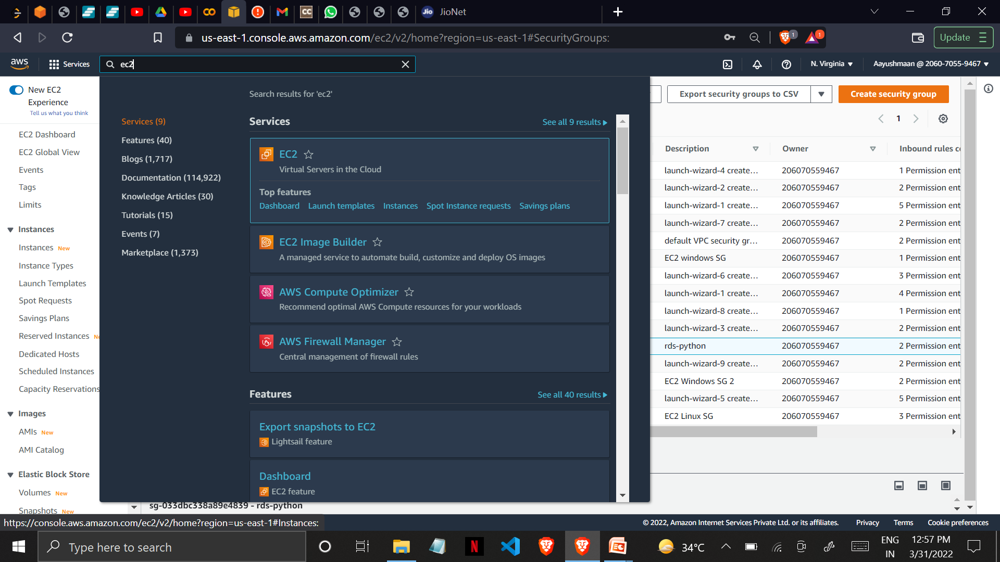 JioNet
us-east-1.console.aws.amazon.com/ec2/v2/home?region=us-east-1#SecurityGroups:
1
1
Update
aws
Services
ec2
N. Virginia
Aayushmaan @ 2060-7055-9467
New EC2
Experience
Tell us what you think
EC2 Dashboard
EC2 Global View
Events
Tags
Limits
Instances
Instances New
Instance Types
Launch Templates
Spot Requests
Savings Plans
Reserved Instances
Dedicated Hosts
Scheduled Instances
Capacity Reservations
Images
AMIs New
AMI Catalog
Elastic Block Store
Volumes New
Snapshots New
Search results for 'ec2'
Services (9)
Features (40)
Blogs (1,717)
Documentation (114,922)
Knowledge Articles (30)
Tutorials (15)
Events (7)
Marketplace (1,373)
Services
See all 9 results
EC2
Virtual Servers in the Cloud
Top features
Dashboard Launch templates Instances Spot Instance requests Savings plans
EC2 Image Builder
A managed service to automate build, customize and deploy OS images
AWS Compute Optimizer
Recommend optimal AWS Compute resources for your workloads
AWS Firewall Manager
Central management of firewall rules
Features
See all 40 results
Export snapshots to EC2
Lightsail feature
Dashboard
EC2 feature
Export security groups to CSV
Create security group
1
Description Owner Inbound rules
launch-wizard-4 create... 206070559467 1 Permission ent
launch-wizard-2 create... 206070559467 2 Permission ent
launch-wizard-1 create... 206070559467 5 Permission ent
launch-wizard-7 create... 206070559467 2 Permission ent
default VPC security gr... 206070559467 2 Permission ent
EC2 windows SG 206070559467 1 Permission ent
launch-wizard-6 create... 206070559467 3 Permission ent
launch-wizard-1 create... 206070559467 4 Permission ent
launch-wizard-8 create... 206070559467 1 Permission ent
launch-wizard-3 create... 206070559467 2 Permission ent
rds-python 206070559467 2 Permission ent
launch-wizard-9 create... 206070559467 2 Permission ent
EC2 Windows SG 2 206070559467 2 Permission ent
launch-wizard-5 create... 206070559467 5 Permission ent
EC2 Linux SG 206070559467 3 Permission ent
sg-033dbc338a89e4839 - rds-python
https://console.aws.amazon.com/ec2/v2/home?region=us-east-1#Instances:
© 2022, Amazon Internet Services Private Ltd. or its affiliates. Privacy Terms Cookie preferences
Type here to search
34°C
ENG
IN
12:57 PM
3/31/2022